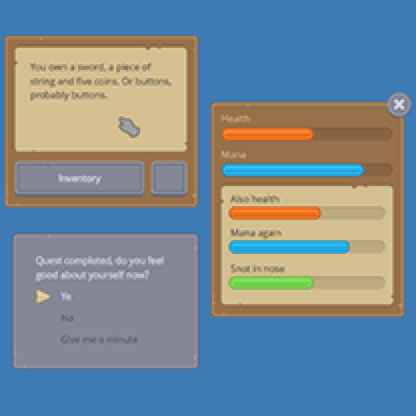 You own a sword, a piece of
string and five coins. Or buttons,
probably buttons.
Inventory
Quest completed, do you feel
good about yourself now?
Ye
No
Give me a minute
Health
Mana
Also health
Mana again
Snot in nose